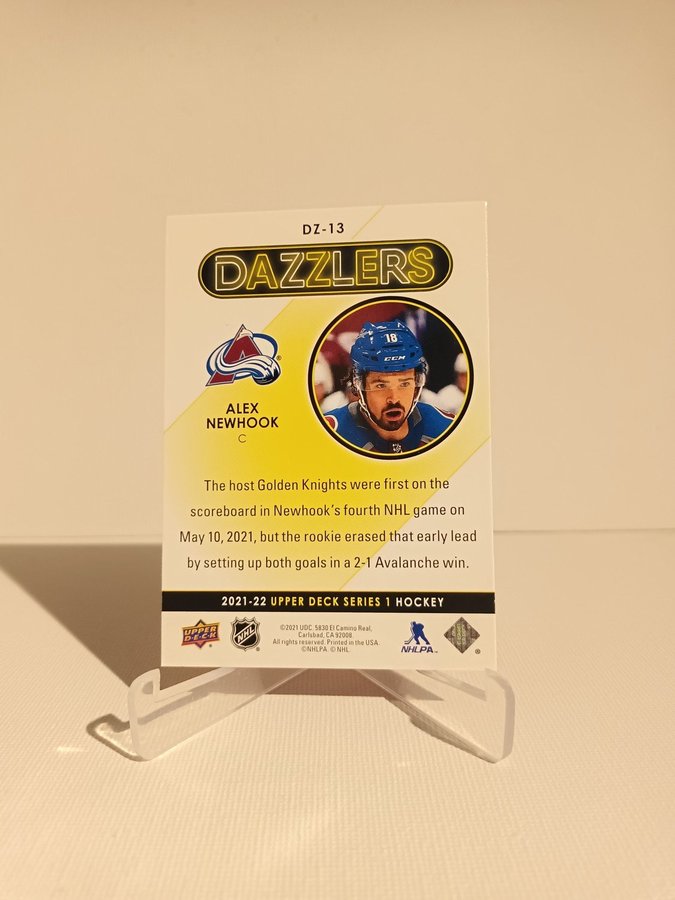 DZ-13
DAZZLERS
18
CCM
ALEX
NEWHOOK
C
The host Golden Knights were first on the
scoreboard in Newhook's fourth NHL game on
May 10, 2021, but the rookie erased that early lead
by setting up both goals in a 2-1 Avalanche win.
2021-22 UPPER DECK SERIES 1 HOCKEY
UPPER
DECK
NHL
©2021 UDC. 5830 El Camino Real,
Carlsbad, CA 92008.
All rights reserved. Printed in the USA.
©NHLPA. © NHL
NHLPA